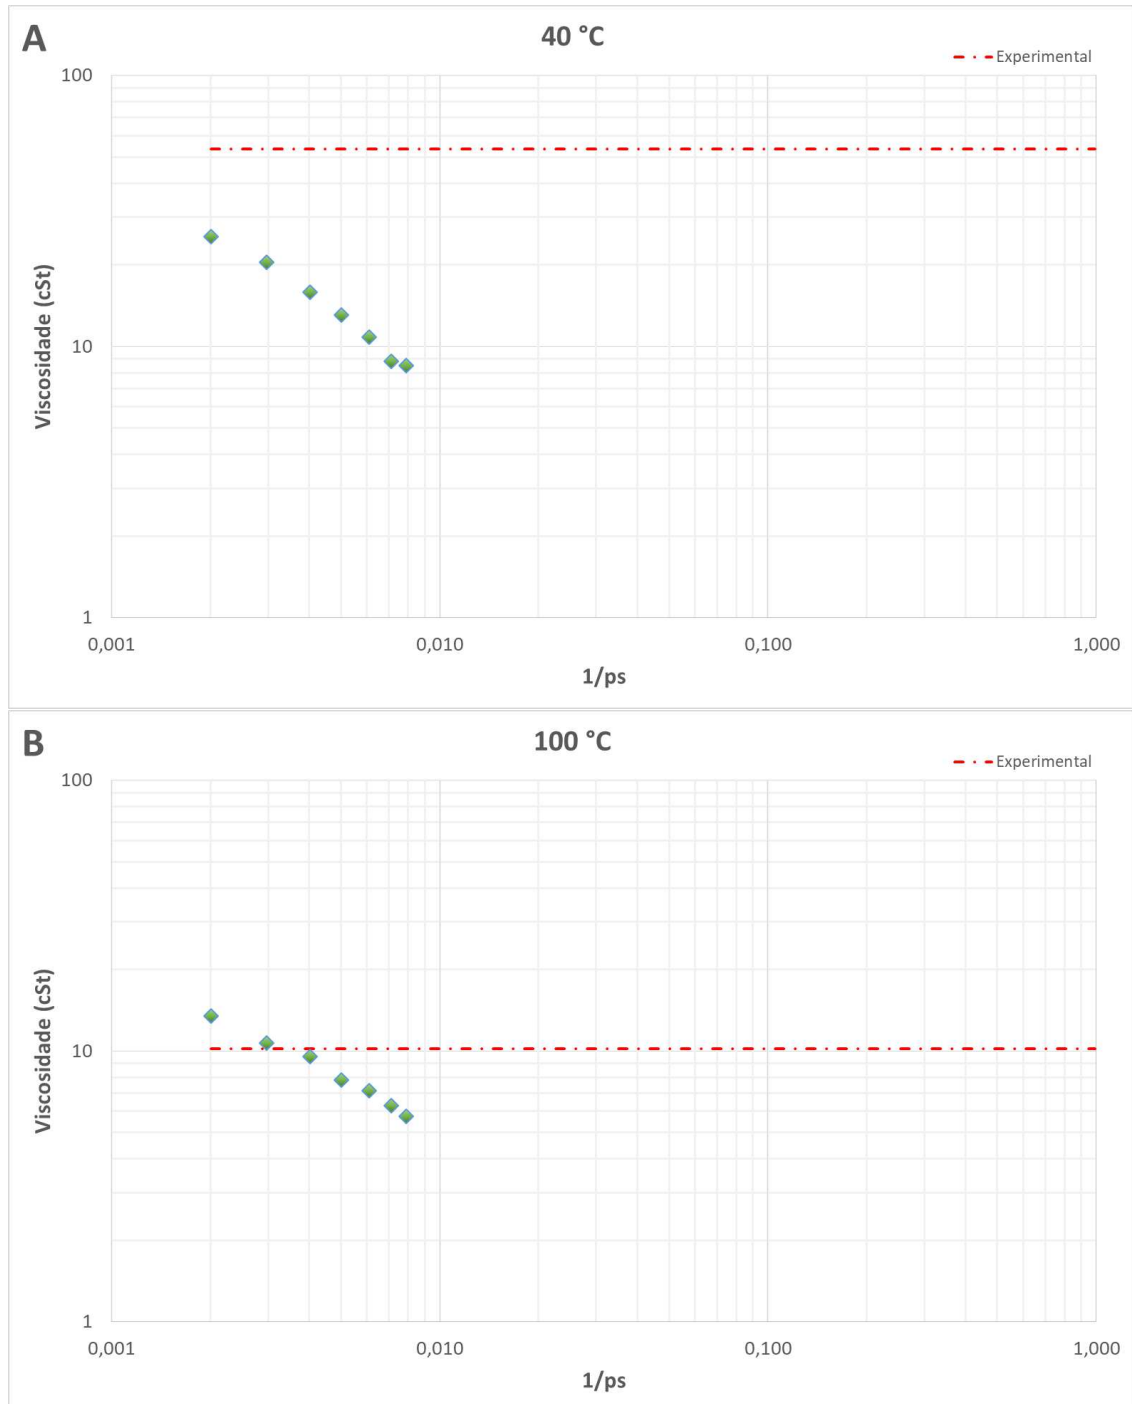 A
40 °C
Experimental
100
10
1
Viscosidade (cSt)
0,001
0,010
0,100
1,000
1/ps
B
100 °C
Experimental
100
10
1
Viscosidade (cSt)
0,001
0,010
0,100
1,000
1/ps